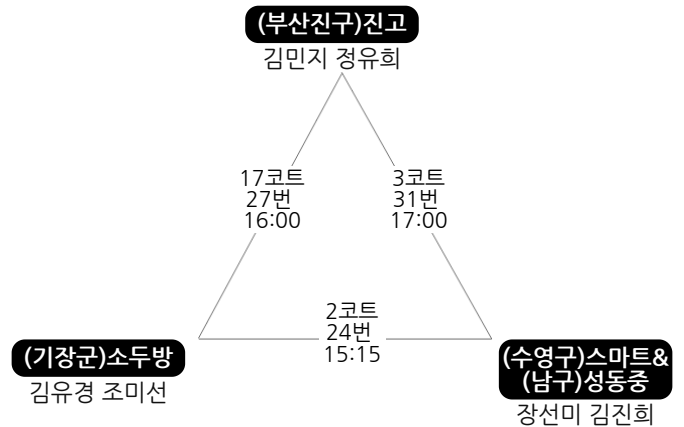 (부산진구)진고
김민지 정유희
17코트
27번
16:00
3코트
31번
17:00
2코트
24번
15:15
(기장군)소두방
김유경 조미선
(수영구)스마트&
(남구)성동중
장선미 김진희